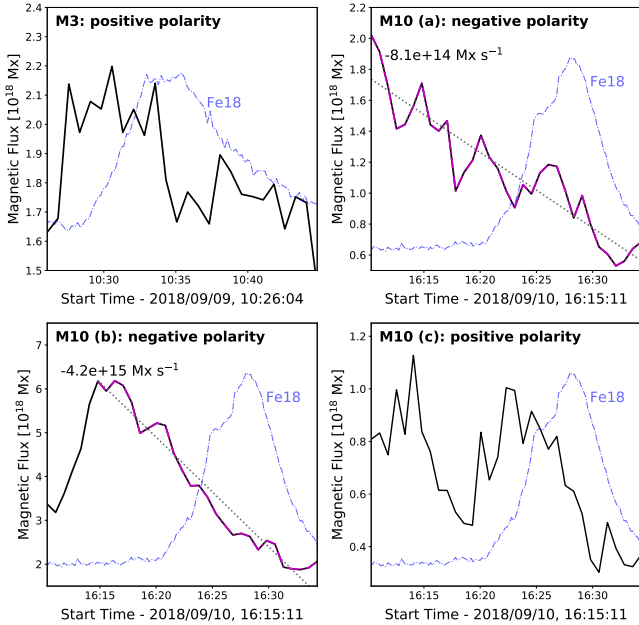 M3: positive polarity
Magnetic Flux [10^18 Mx]
2.4
2.3
2.2
2.1
2.0
1.9
1.8
1.7
1.6
1.5
Fe18
10:30 10:35 10:40
Start Time - 2018/09/09, 10:26:04
M10 (a): negative polarity
-8.1e+14 Mx s⁻¹
Magnetic Flux [10^18 Mx]
2.2
2.0
1.8
1.6
1.4
1.2
1.0
0.8
0.6
Fe18
16:15 16:20 16:25 16:30
Start Time - 2018/09/10, 16:15:11
M10 (b): negative polarity
-4.2e+15 Mx s⁻¹
Magnetic Flux [10^18 Mx]
7
6
5
4
3
2
Fe18
16:15 16:20 16:25 16:30
Start Time - 2018/09/10, 16:15:11
M10 (c): positive polarity
Magnetic Flux [10^18 Mx]
1.2
1.0
0.8
0.6
0.4
Fe18
16:15 16:20 16:25 16:30
Start Time - 2018/09/10, 16:15:11